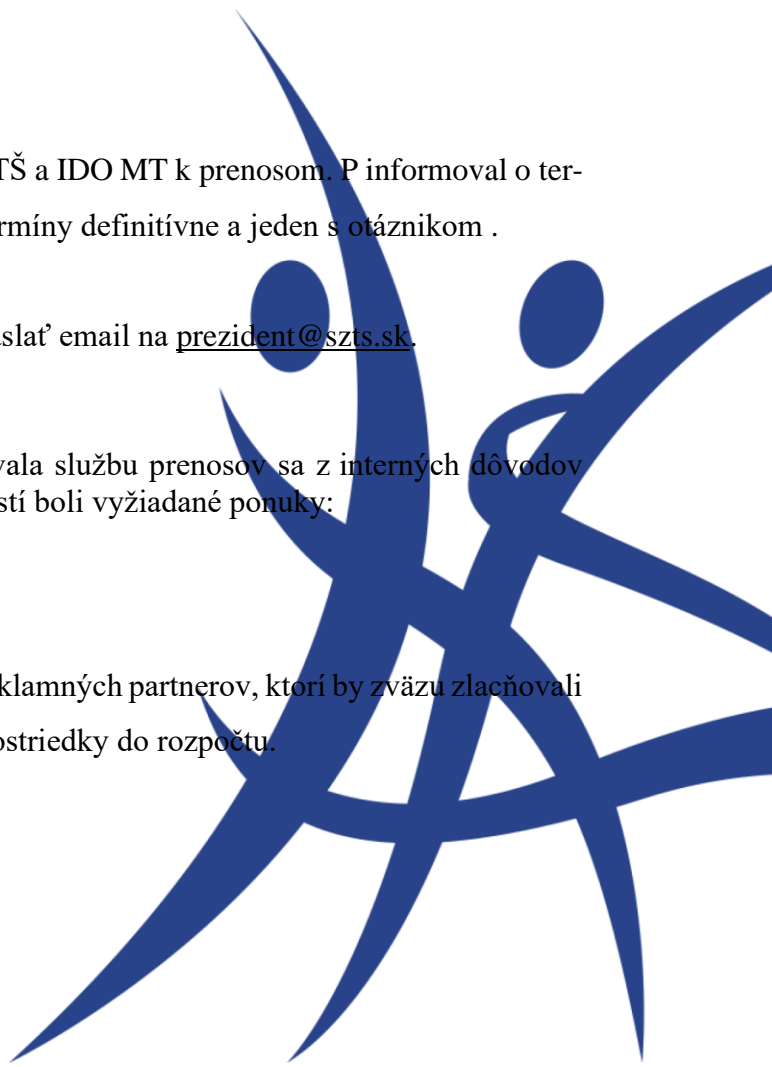 TŠ a IDO MT k prenosom. P informoval o ter-
rmíny definitívne a jeden s otáznikom .
slať email na prezident@szts.sk.
vala službu prenosov sa z interných dôvodov
stí boli vyžiadané ponuky:
klamných partnerov, ktorí by zväzu zlacňovali
ostriedky do rozpočtu.